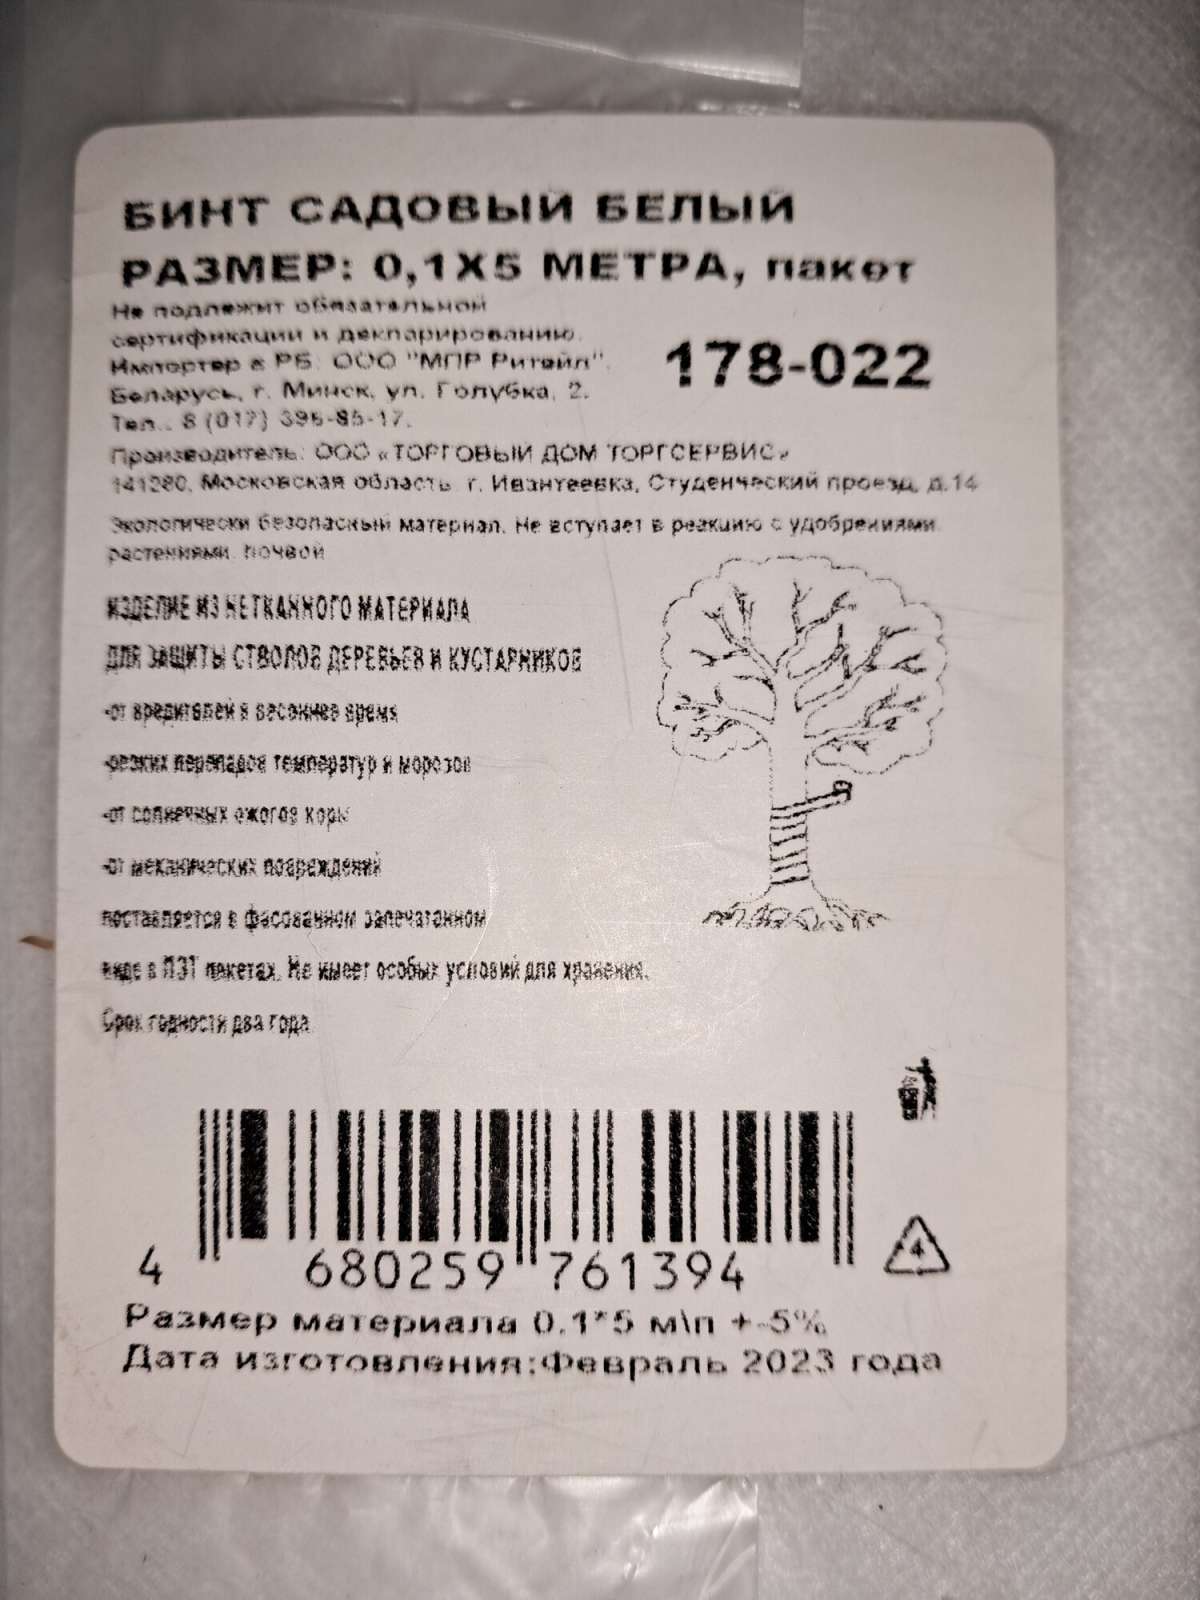 БИНТ САДОВЫЙ БЕЛЫЙ
РАЗМЕР: 0,1Х5 МЕТРА, пакет
Не подлежит обязательной
сертификации и декларированию.
Импортер в РБ: ООО "МПР Ритейл".
Беларусь, г. Минск, ул. Голубка, 2.
Тел.: 8 (017) 395-85-17.
178-022
Производитель: ООО «ТОРГОВЫЙ ДОМ ТОРГСЕРВИС»
141280, Московская область, г. Ивантеевка, Студенческий проезд, д.14
Экологически безопасный материал. Не вступает в реакцию с удобрениями,
растениями, почвой
ИЗДЕЛИЕ ИЗ НЕТКАННОГО МАТЕРИАЛА
ДЛЯ ЗАЩИТЫ СТВОЛОВ ДЕРЕВЬЕВ И КУСТАРНИКОВ
-от вредителей в весеннее время
-резких перепадов температур и морозов
-от солнечных ожогов коры
-от механических повреждений
поставляется в фасованном запечатанном
виде в ПЭТ пакетах. Не имеет особых условий для хранения.
Срок годности два года
4 680259 761394
4
Размер материала 0.1*5 м\п +-5%
Дата изготовления:Февраль 2023 года